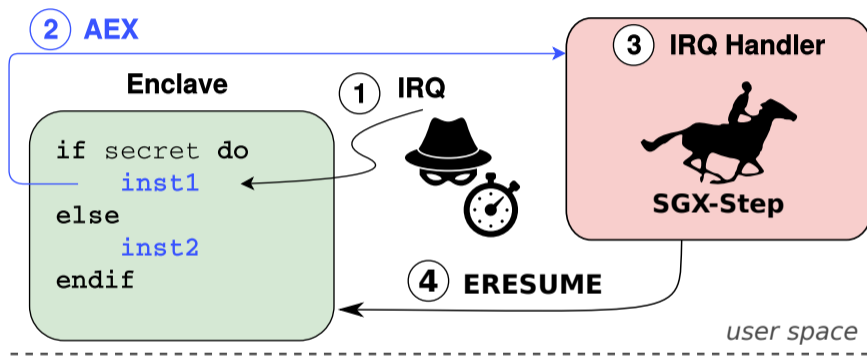 2 AEX
3 IRQ Handler
Enclave
1 IRQ
if secret do
inst1
else
inst2
endif
SGX-Step
4 ERESUME
user space